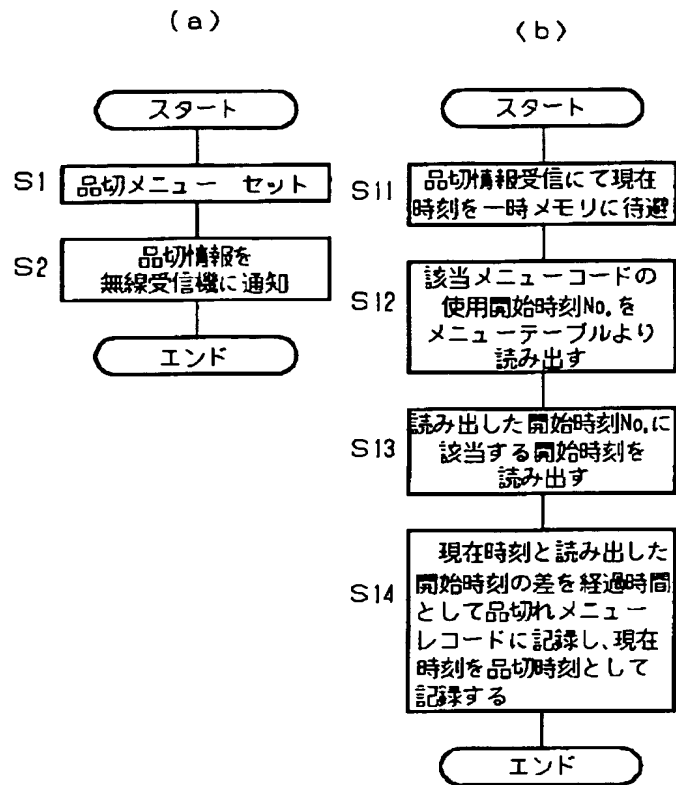 (a)
スタート
S1
品切メニュー セット
S2
品切情報を
無線受信機に通知
エンド
(b)
スタート
S11
品切情報受信にて現在
時刻を一時メモリに待避
S12
該当メニューコードの
使用開始時刻No.を
メニューテーブルより
読み出す
S13
読み出した開始時刻No.に
該当する開始時刻を
読み出す
S14
現在時刻と読み出した
開始時刻の差を経過時間
として品切れメニュー
レコードに記録し、現在
時刻を品切時刻として
記録する
エンド